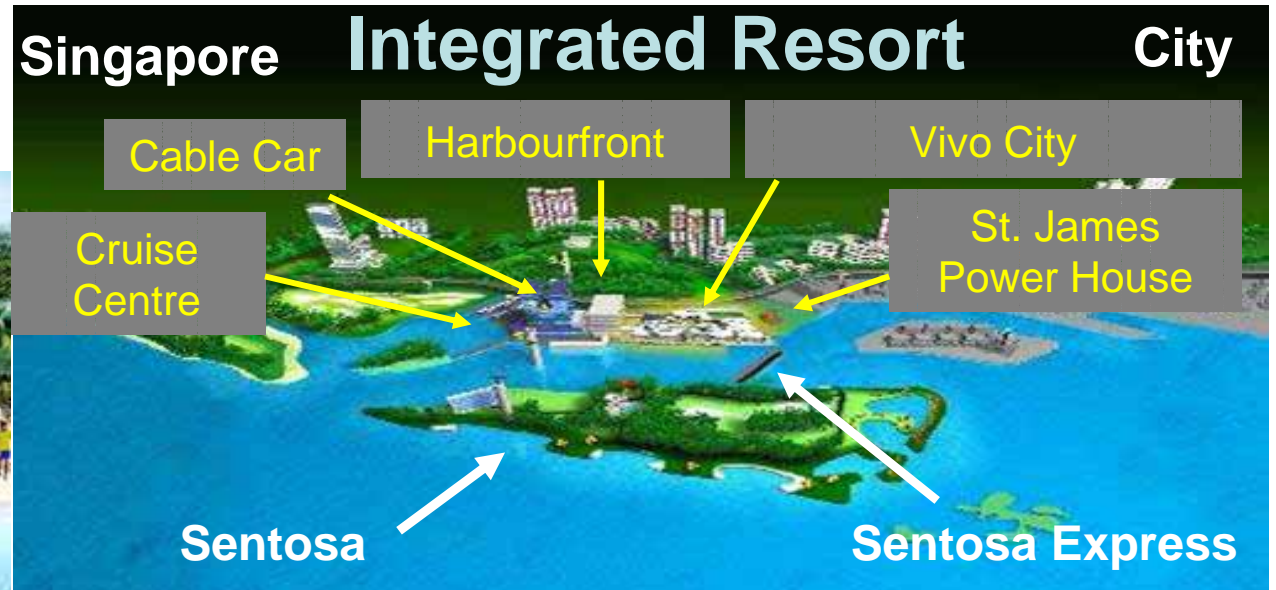 Singapore
Integrated Resort
City
Cable Car
Harbourfront
Vivo City
Cruise
Centre
St. James
Power House
Sentosa
Sentosa Express